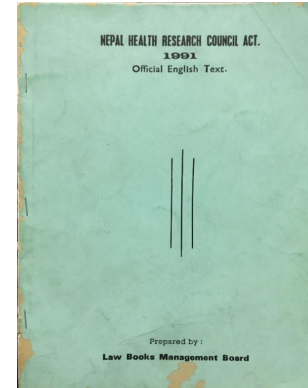 NEPAL HEALTH RESEARCH COUNCIL ACT.
1991
Official English Text.
Prepared by :
Law Books Management Board